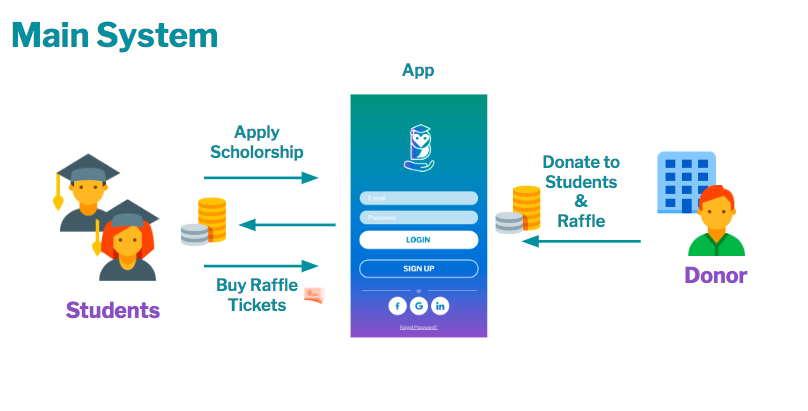 Main System
App
Apply
Scholorship
Donate to
Students
&
Raffle
E-mail
Password
LOGIN
SIGN UP
or
f
G
in
Forgot Password?
Buy Raffle
Tickets
Students
Donor